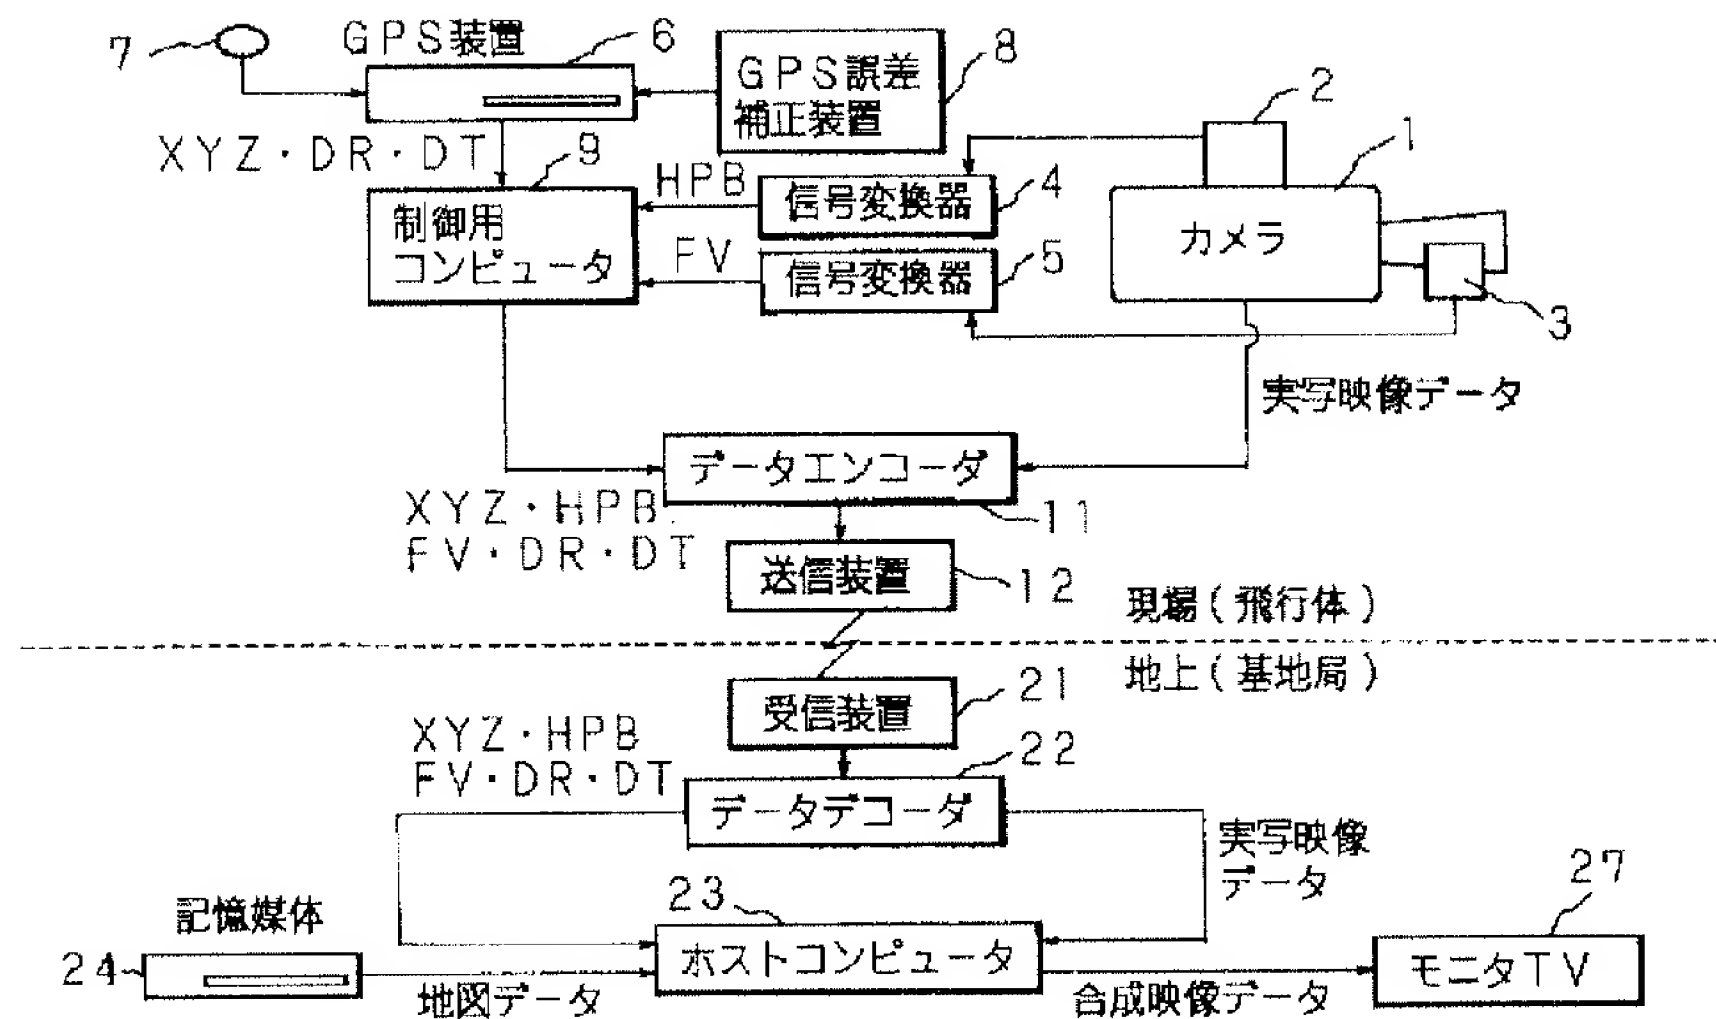 7
GPS装置
6
GPS誤差
補正装置
8
2
1
XYZ・DR・DT
9
HPB
信号変換器
4
制御用
コンピュータ
カメラ
FV
信号変換器
5
3
実写映像データ
データエンコーダ
11
XYZ・HPB
FV・DR・DT
送信装置
12
現場(飛行体)
地上(基地局)
受信装置
21
XYZ・HPB
FV・DR・DT
22
データデコーダ
実写映像
データ
記憶媒体
24
23
ホストコンピュータ
27
モニタTV
地図データ
合成映像データ